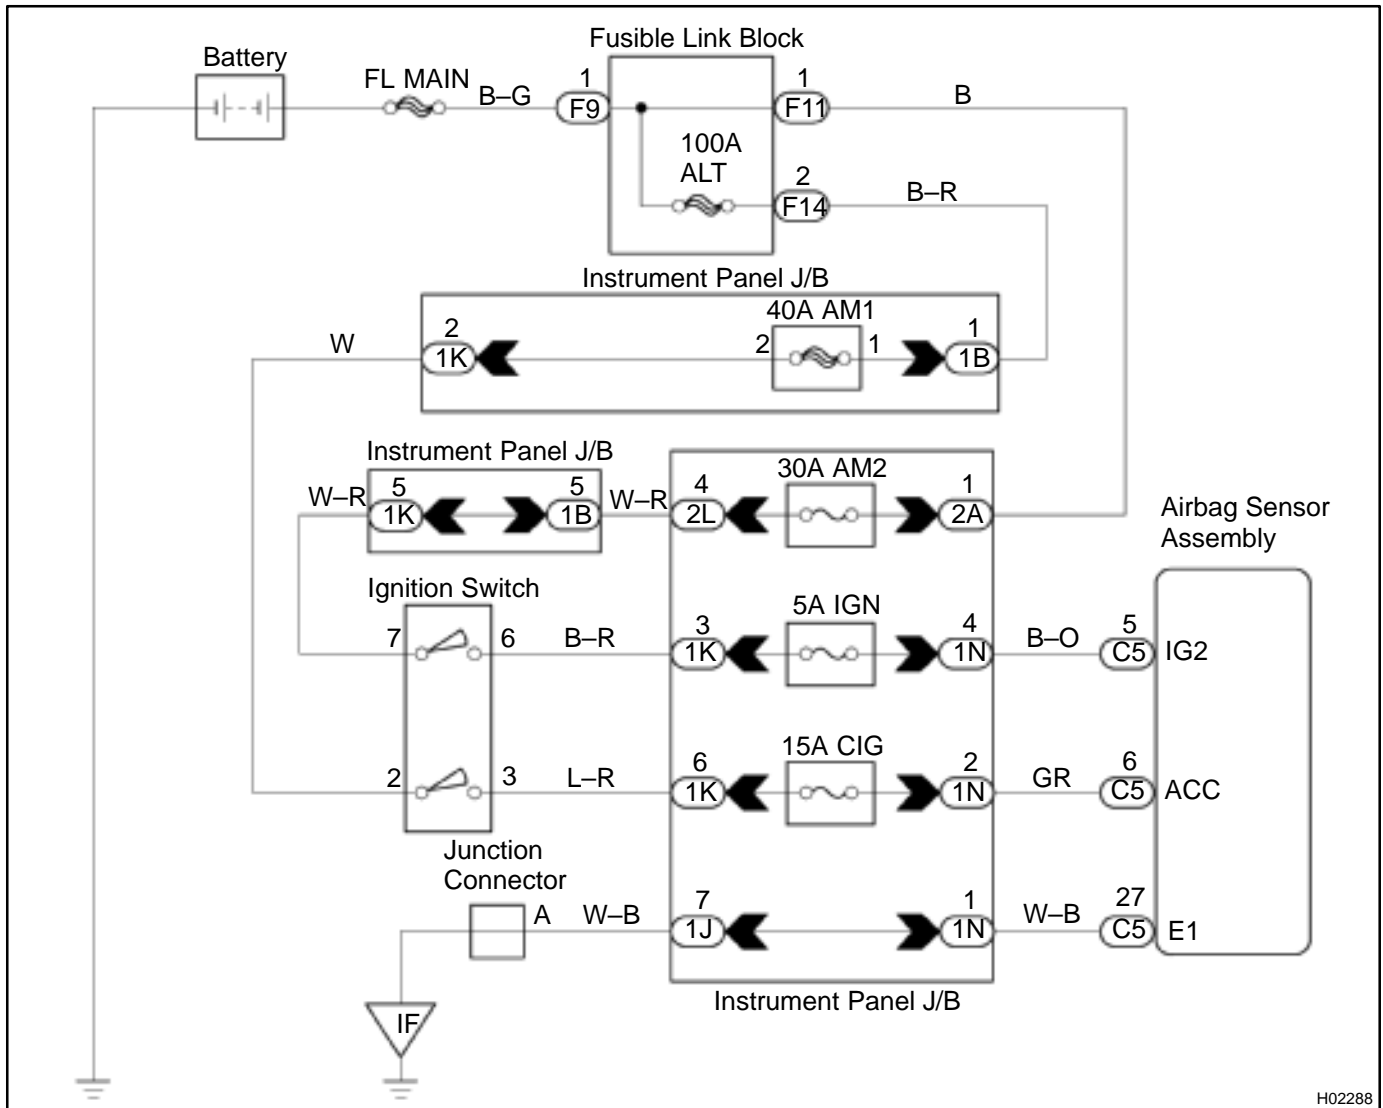 Fusible Link Block
Battery
FL MAIN
B–G
1
F9
1
F11
B
100A
ALT
2
F14
B–R
Instrument Panel J/B
40A AM1
W
2
1K
2
1
1
1B
Instrument Panel J/B
30A AM2
W–R
5
1K
5
1B
W–R
4
2L
1
2A
Airbag Sensor
Assembly
Ignition Switch
5A IGN
7
6
B–R
3
1K
4
1N
B–O
5
C5
IG2
15A CIG
2
3
L–R
6
1K
2
1N
GR
6
C5
ACC
Junction
Connector
A
W–B
7
1J
1
1N
W–B
27
C5
E1
Instrument Panel J/B
IF
H02288